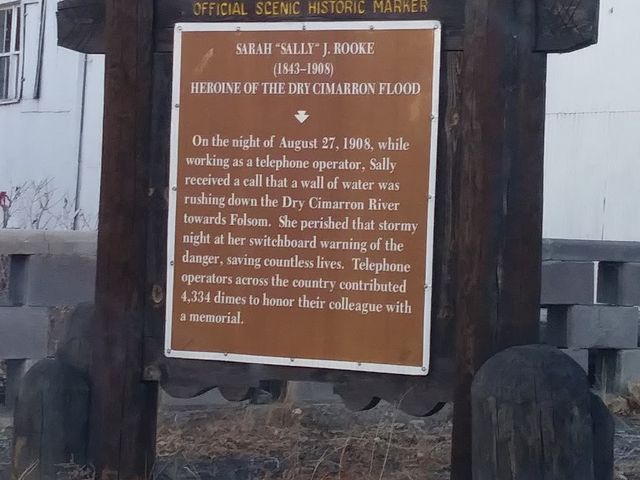 OFFICIAL SCENIC HISTORIC MARKER
SARAH "SALLY" J. ROOKE
(1843–1908)
HEROINE OF THE DRY CIMARRON FLOOD
On the night of August 27, 1908, while
working as a telephone operator, Sally
received a call that a wall of water was
rushing down the Dry Cimarron River
towards Folsom. She perished that stormy
night at her switchboard warning of the
danger, saving countless lives. Telephone
operators across the country contributed
4,334 dimes to honor their colleague with
a memorial.